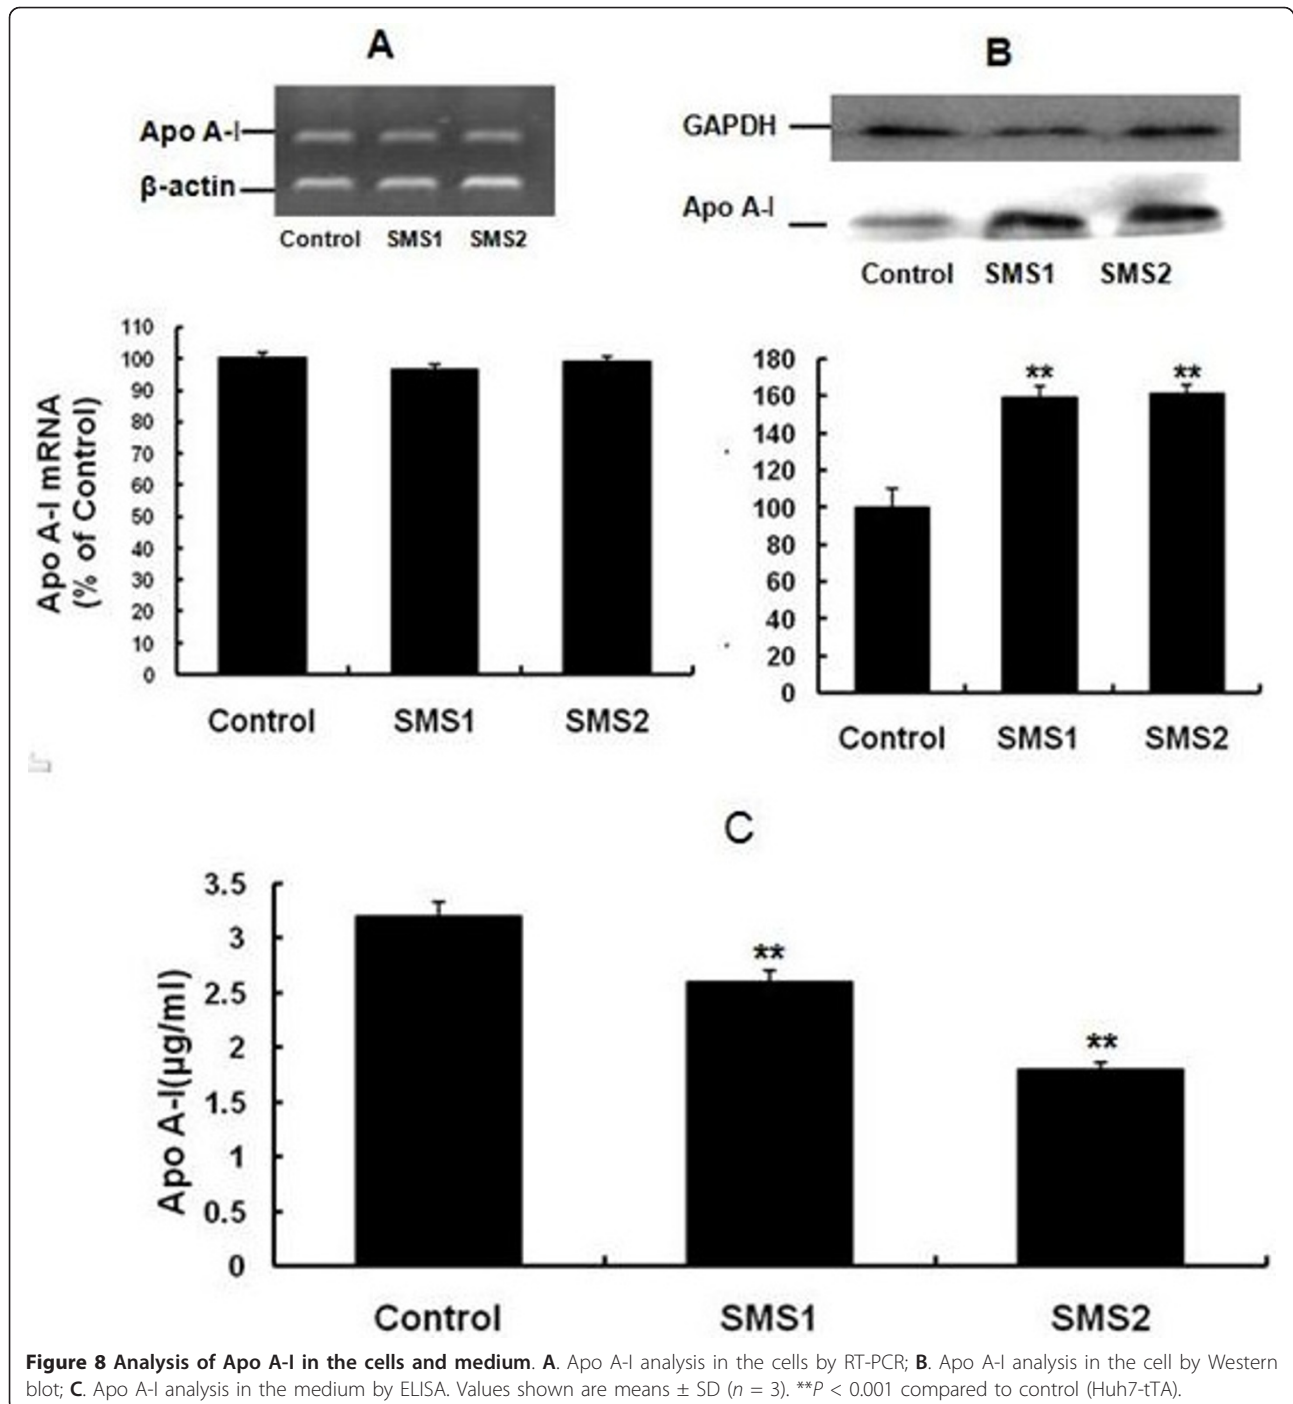 A
Apo A-I
β-actin
Control SMS1 SMS2
B
GAPDH
Apo A-I
Control SMS1 SMS2
Apo A-I mRNA
(% of Control)
110
100
90
80
70
60
50
40
30
20
10
0
Control SMS1 SMS2
180
160
140
120
100
80
60
40
20
0
** **
Control SMS1 SMS2
C
Apo A-I(µg/ml)
3.5
3
2.5
2
1.5
1
0.5
0
**
**
Control SMS1 SMS2
Figure 8 Analysis of Apo A-I in the cells and medium. A. Apo A-I analysis in the cells by RT-PCR; B. Apo A-I analysis in the cell by Western
blot; C. Apo A-I analysis in the medium by ELISA. Values shown are means ± SD (n = 3). **P < 0.001 compared to control (Huh7-tTA).